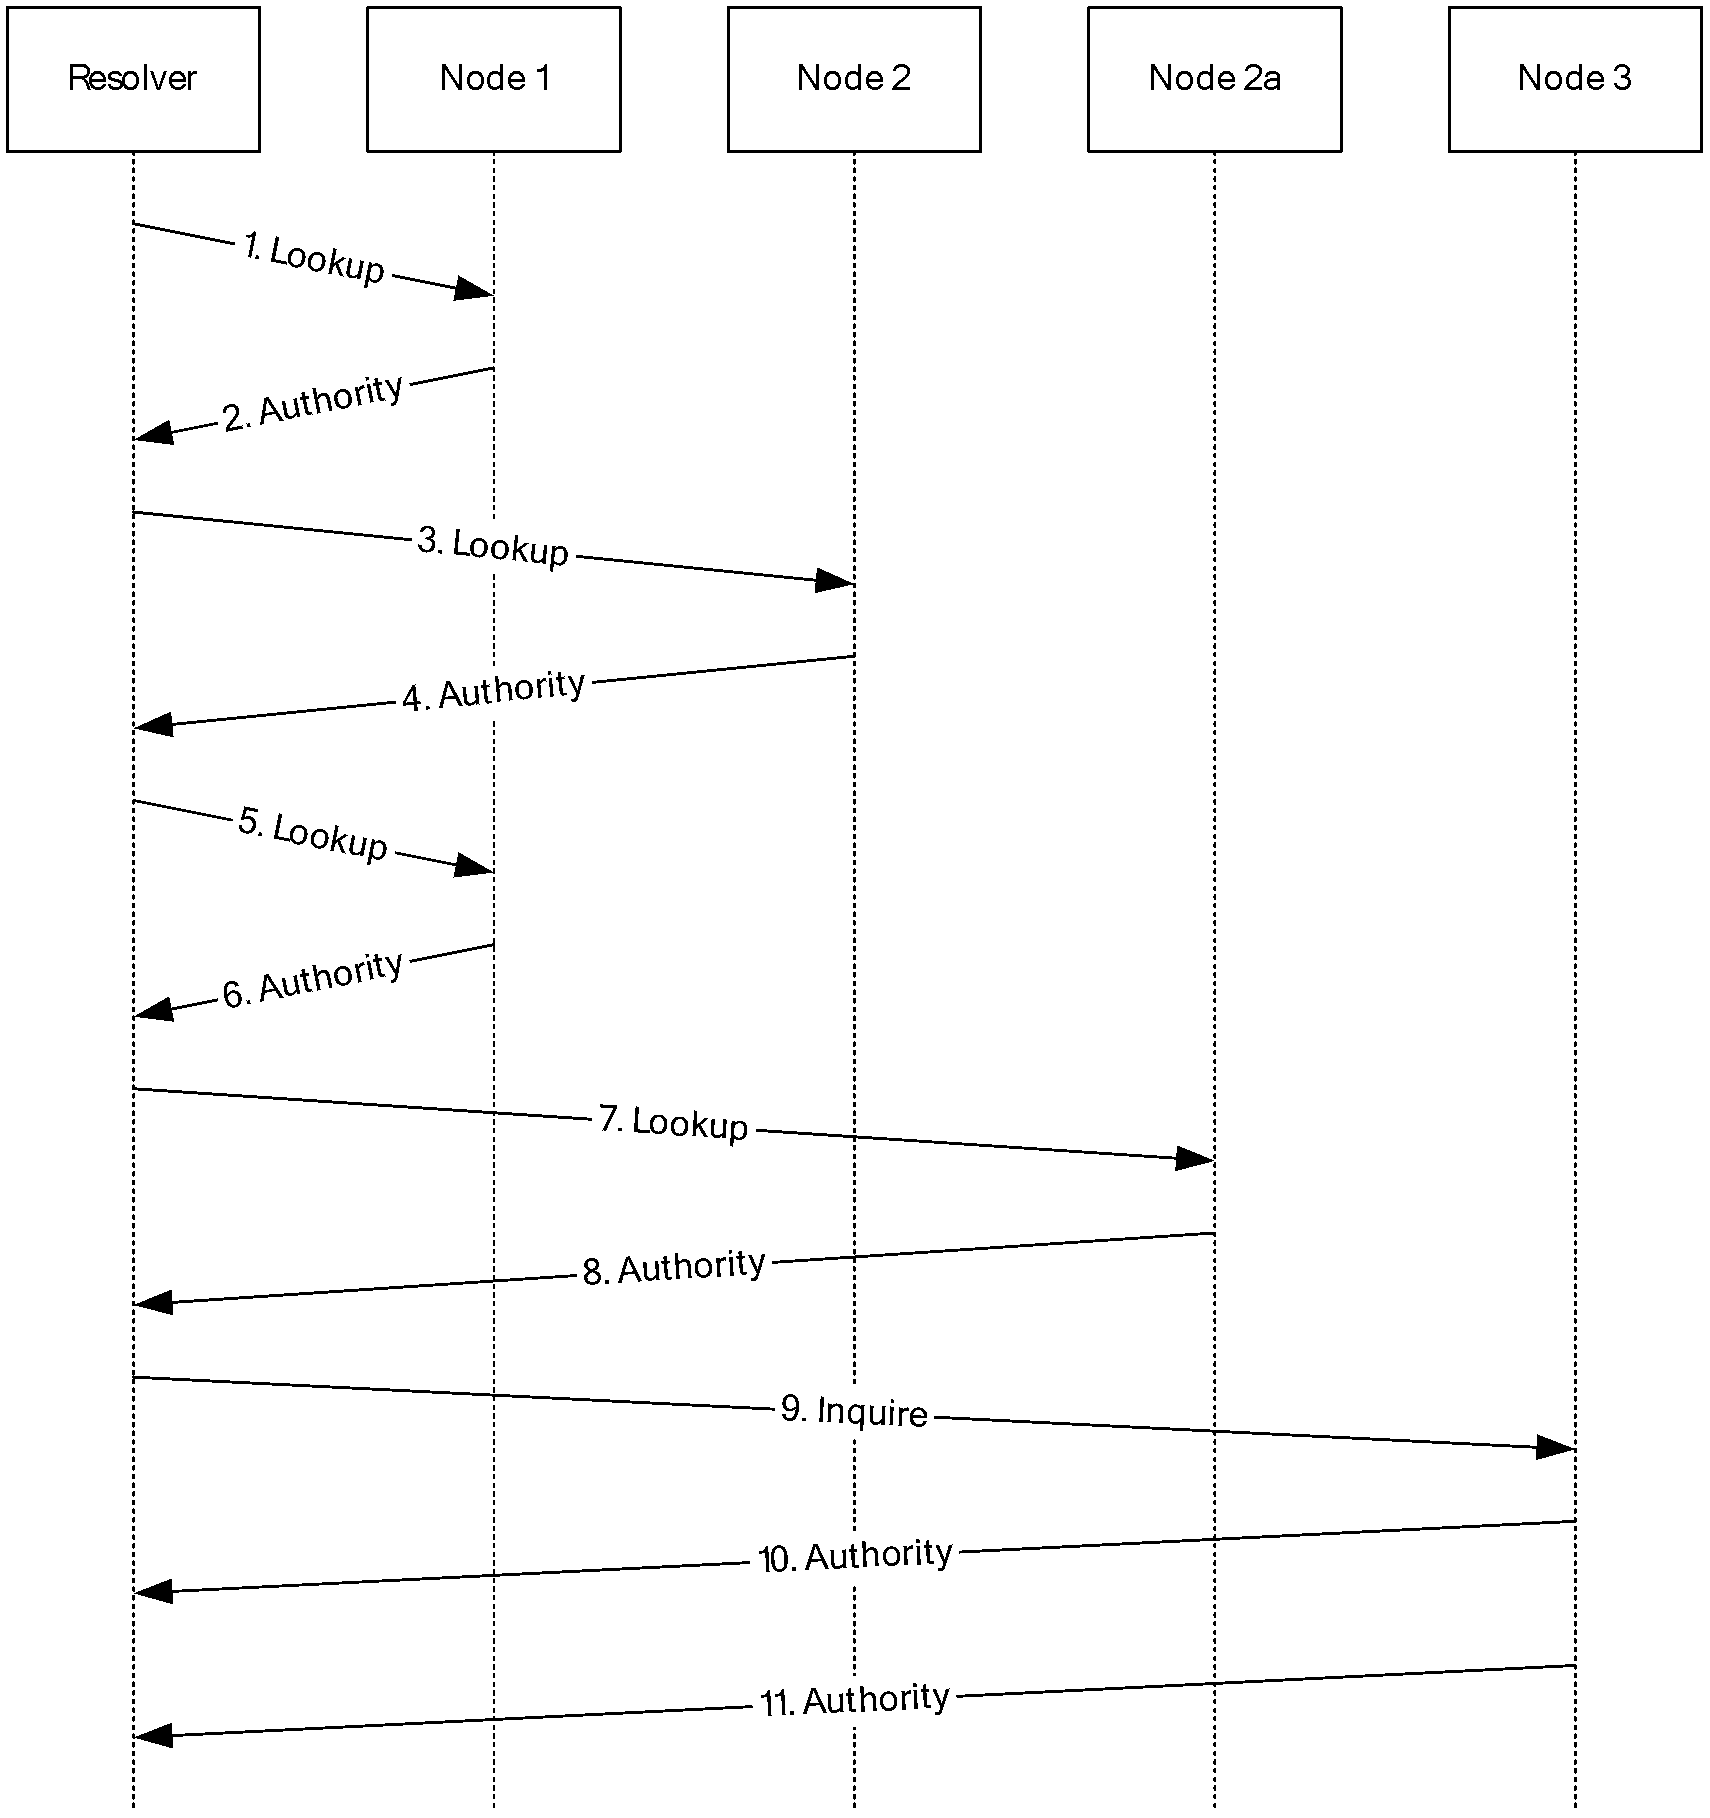 Resolver
Node 1
Node 2
Node 2a
Node 3
1. Lookup
2. Authority
3. Lookup
4. Authority
5. Lookup
6. Authority
7. Lookup
8. Authority
9. Inquire
10. Authority
11. Authority